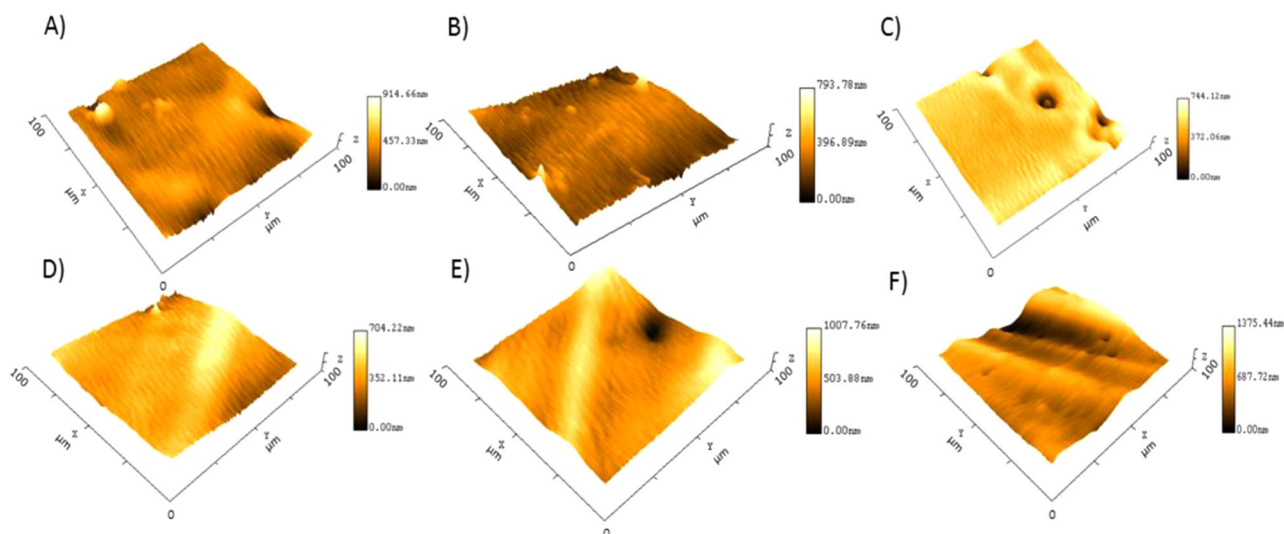 A)
914.66nm
457.33nm
0.00nm
100
X
µm
0
Y
µm
100
Z
B)
793.78nm
396.89nm
0.00nm
100
X
µm
0
Y
µm
100
Z
C)
744.12nm
372.06nm
0.00nm
100
X
µm
0
Y
µm
100
Z
D)
704.22nm
352.11nm
0.00nm
100
X
µm
0
Y
µm
100
Z
E)
1007.76nm
503.88nm
0.00nm
100
X
µm
0
Y
µm
100
Z
F)
1375.44nm
687.72nm
0.00nm
100
X
µm
0
Y
µm
100
Z